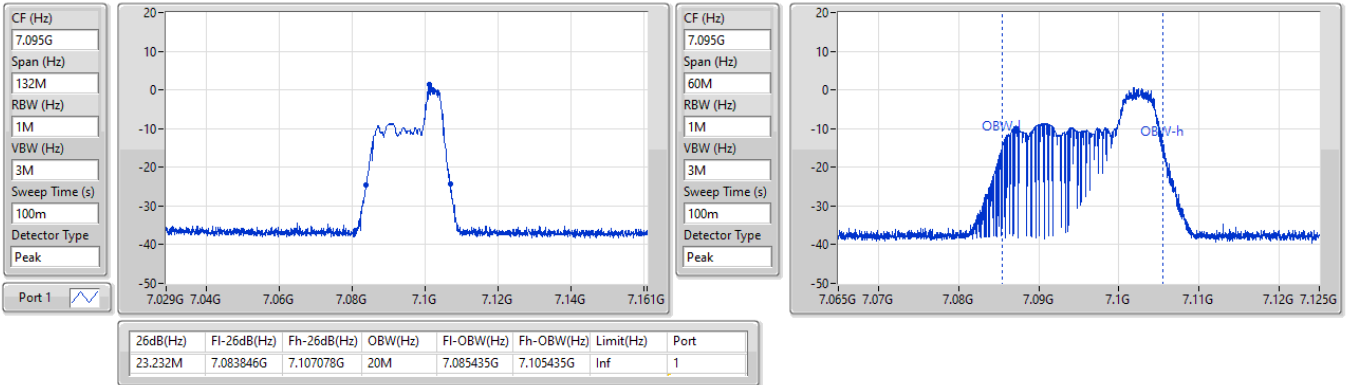 CF (Hz)
7.095G
Span (Hz)
132M
RBW (Hz)
1M
VBW (Hz)
3M
Sweep Time (s)
100m
Detector Type
Peak
Port 1
20
10
0
-10
-20
-30
-40
-50
7.029G 7.04G 7.06G 7.08G 7.1G 7.12G 7.14G 7.161G
CF (Hz)
7.095G
Span (Hz)
60M
RBW (Hz)
1M
VBW (Hz)
3M
Sweep Time (s)
100m
Detector Type
Peak
20
10
0
-10
-20
-30
-40
-50
OBW-l
OBW-h
7.065G 7.07G 7.08G 7.09G 7.1G 7.11G 7.12G 7.125G
26dB(Hz) Fl-26dB(Hz) Fh-26dB(Hz) OBW(Hz) Fl-OBW(Hz) Fh-OBW(Hz) Limit(Hz) Port
23.232M 7.083846G 7.107078G 20M 7.085435G 7.105435G Inf 1